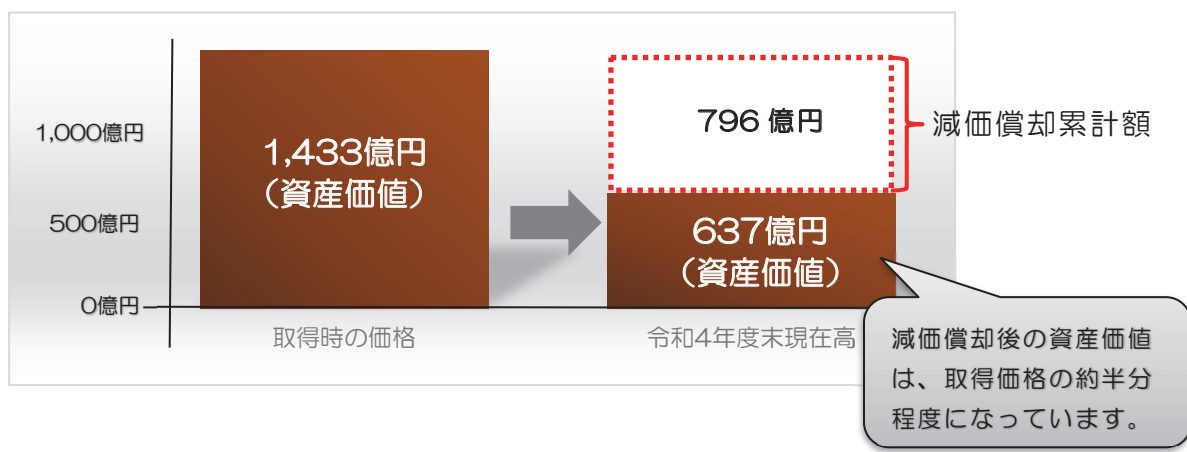 1,000億円
500億円
0億円
1,433億円
（資産価値）
取得時の価格
796 億円
637億円
（資産価値）
令和4年度末現在高
減価償却累計額
減価償却後の資産価値
は、取得価格の約半分
程度になっています。